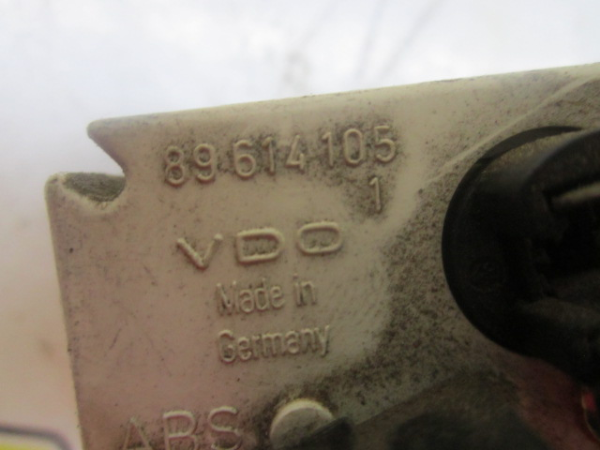 89 614 105
1
VDO
Made in
Germany
ABS